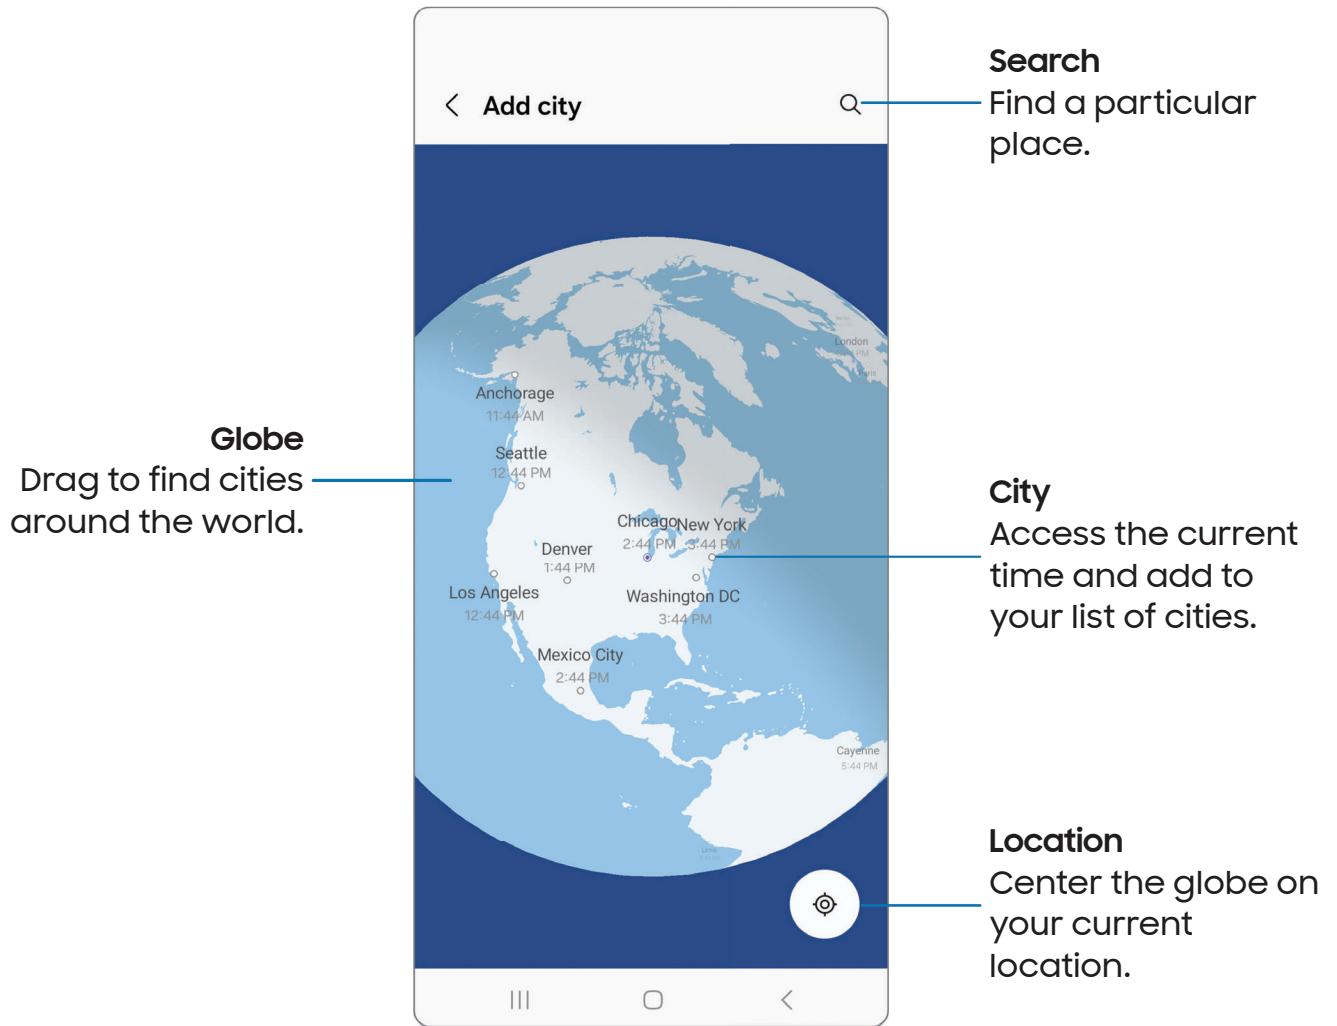 Add city
Search
Find a particular
place.
London
Paris
Anchorage
11:44 AM
Globe
Drag to find cities
around the world.
Seattle
12:44 PM
City
Access the current
time and add to
your list of cities.
Chicago
2:44 PM
New York
3:44 PM
Denver
1:44 PM
Los Angeles
12:44 PM
Washington DC
3:44 PM
Mexico City
2:44 PM
Cayenne
5:44 PM
Lima
Location
Center the globe on
your current
location.